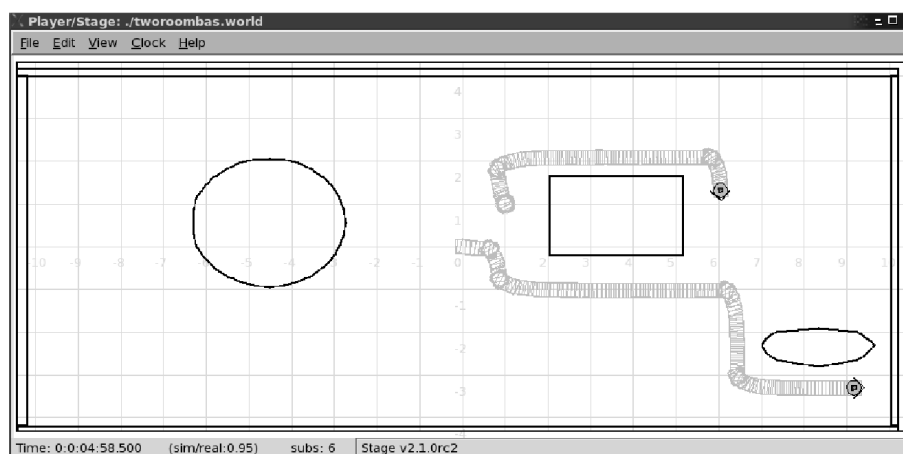 Player/Stage: ./tworoombas.world
File Edit View Clock Help
4
3
2
1
-10 -9 -8 -7 -6 -5 -4 -3 -2 -1 0 2 3 4 5 6 7 8 9 10
-1
-2
-3
-4
Time: 0:0:04:58.500 (sim/real:0.95) subs: 6 Stage v2.1.0rc2